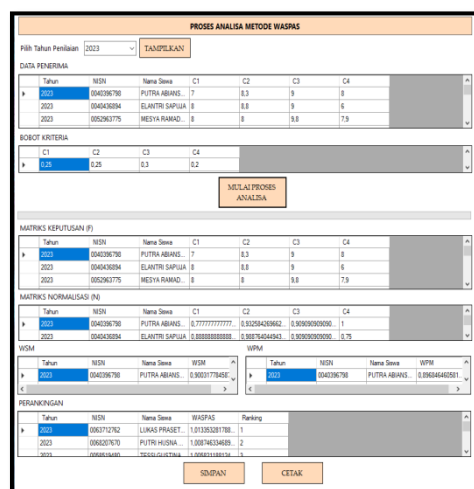 PROSES ANALISA METODE WASPAS
Pilih Tahun Penilaian 2023 TAMPILKAN
DATA PENERIMA
Tahun NISN Nama Siswa C1 C2 C3 C4
2023 0040396798 PUTRA ABIANS... 7 8,3 9 8
2023 0040436894 ELANTRI SAPUJA 8 8,8 9 6
2023 0052963775 MESYA RAMAD... 8 8 9,8 7,9
BOBOT KRITERIA
C1 C2 C3 C4
0,25 0,25 0,3 0,2
MULAI PROSES
ANALISA
MATRIKS KEPUTUSAN (F)
Tahun NISN Nama Siswa C1 C2 C3 C4
2023 0040396798 PUTRA ABIANS... 7 8,3 9 8
2023 0040436894 ELANTRI SAPUJA 8 8,8 9 6
2023 0052963775 MESYA RAMAD... 8 8 9,8 7,9
MATRIKS NORMALISASI (N)
Tahun NISN Nama Siswa C1 C2 C3 C4
2023 0040396798 PUTRA ABIANS... 0,777777777777... 0,932584269662... 0,909090909090... 1
2023 0040436894 ELANTRI SAPUJA 0,888888888888... 0,988764044943... 0,909090909090... 0,75
WSM WPM
Tahun NISN Nama Siswa WSM Tahun NISN Nama Siswa WPM
2023 0040396798 PUTRA ABIANS... 0,900317784587 2023 0040396798 PUTRA ABIANS... 0,896846460581
PERANKINGAN
Tahun NISN Nama Siswa WASPAS Ranking
2023 0063712762 LUKAS PRASET... 1,013353281788... 1
2023 0068207670 PUTRI HUSNA ... 1,008746334689... 2
2023 TESSI GUSTINA 3
SIMPAN CETAK